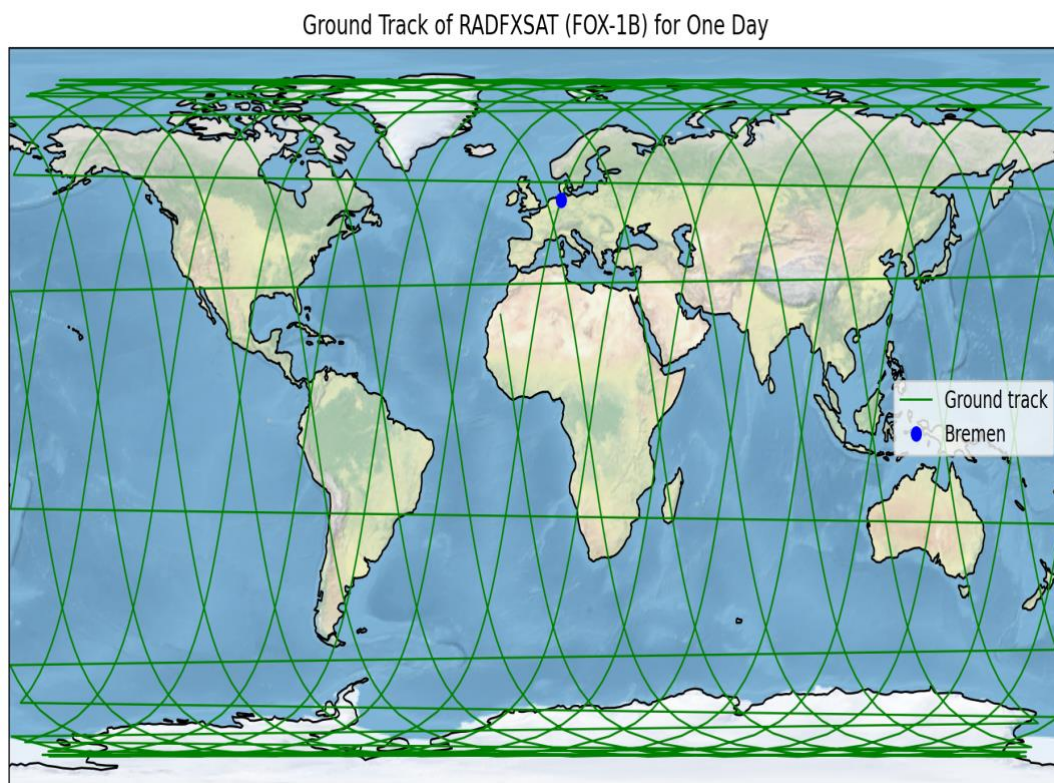 Ground Track of RADFXSAT (FOX-1B) for One Day
Ground track
Bremen